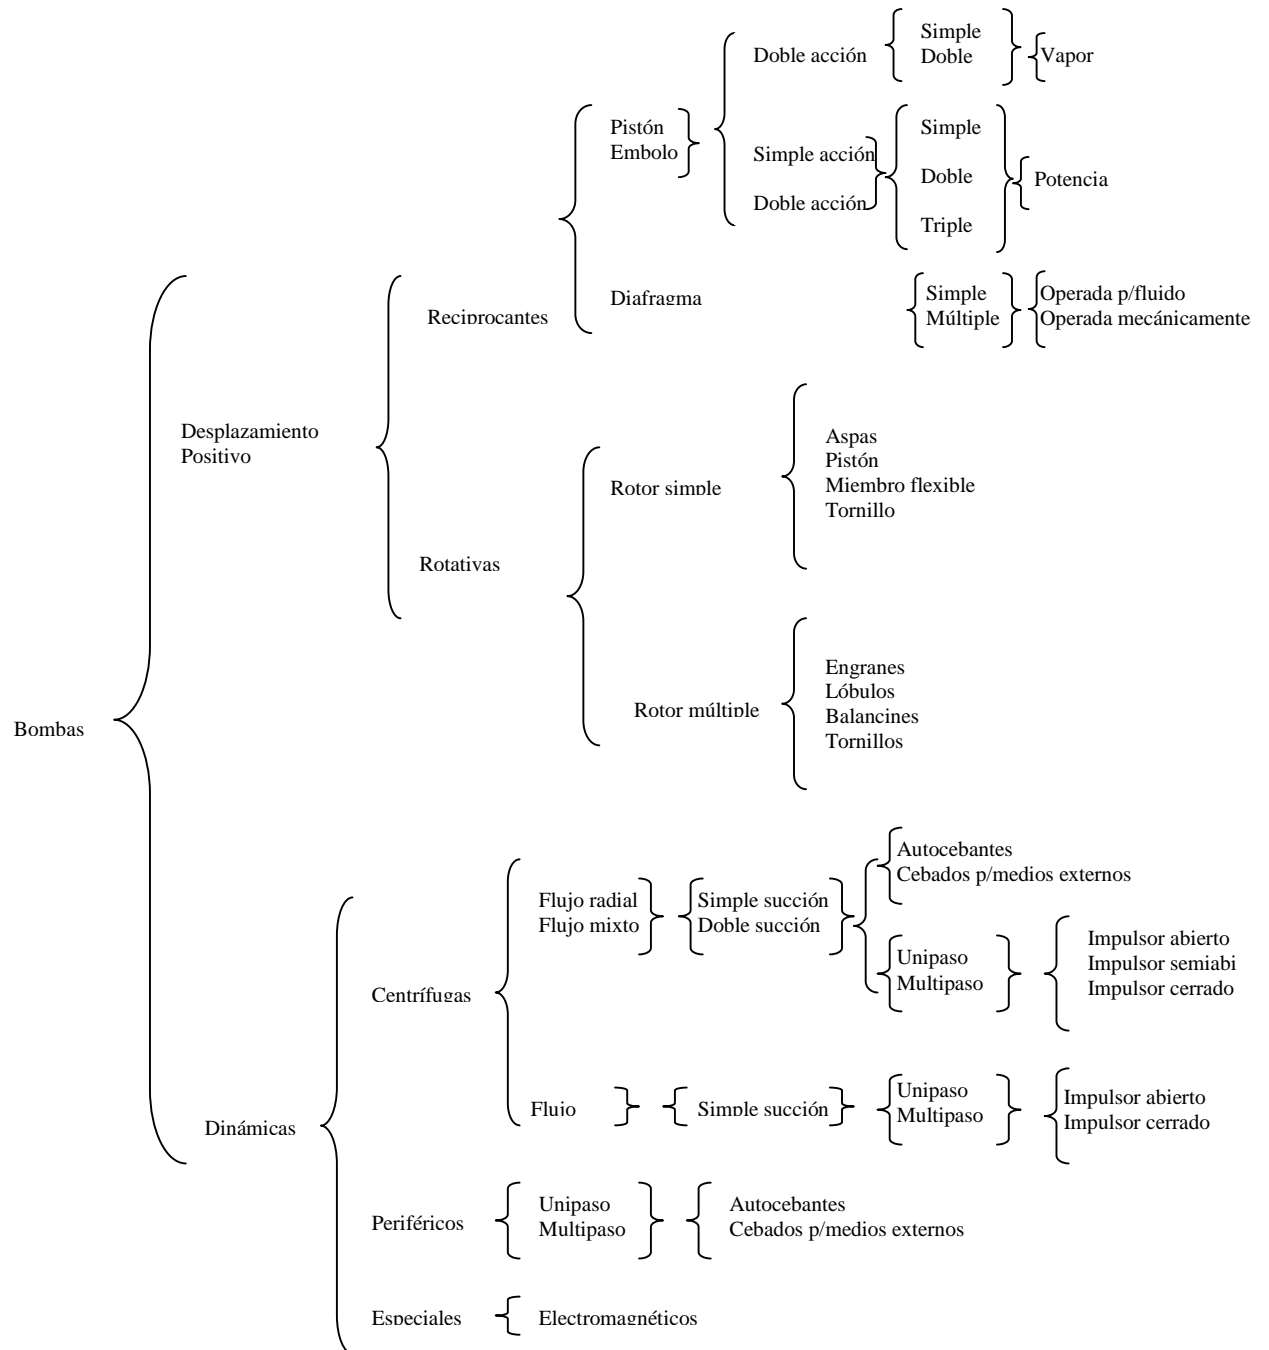 Simple
Doble
Doble acción
Vapor
Pistón
Embolo
Simple
Simple acción
Doble
Potencia
Doble acción
Triple
Diafragma
Simple
Múltiple
Operada p/fluido
Operada mecánicamente
Reciprocantes
Desplazamiento
Positivo
Aspas
Pistón
Miembro flexible
Tornillo
Rotor simple
Rotativas
Engranes
Lóbulos
Balancines
Tornillos
Rotor múltiple
Bombas
Autocebantes
Cebados p/medios externos
Flujo radial
Flujo mixto
Simple succión
Doble succión
Unipaso
Multipaso
Impulsor abierto
Impulsor semiabi
Impulsor cerrado
Centrífugas
Flujo
Simple succión
Unipaso
Multipaso
Impulsor abierto
Impulsor cerrado
Dinámicas
Periféricos
Unipaso
Multipaso
Autocebantes
Cebados p/medios externos
Especiales
Electromagnéticos